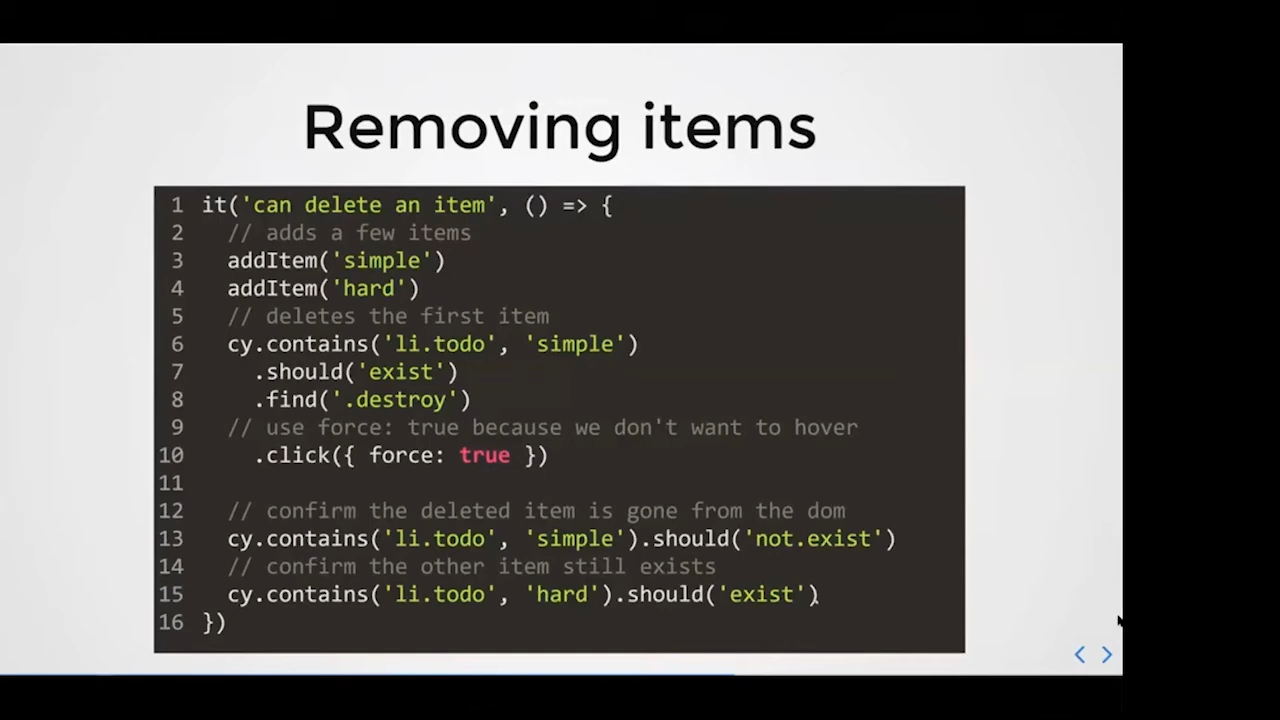 Removing items
1 it('can delete an item', () => {
2   // adds a few items
3   addItem('simple')
4   addItem('hard')
5   // deletes the first item
6   cy.contains('li.todo', 'simple')
7     .should('exist')
8     .find('.destroy')
9   // use force: true because we don't want to hover
10     .click({ force: true })
11
12   // confirm the deleted item is gone from the dom
13   cy.contains('li.todo', 'simple').should('not.exist')
14   // confirm the other item still exists
15   cy.contains('li.todo', 'hard').should('exist')
16 })